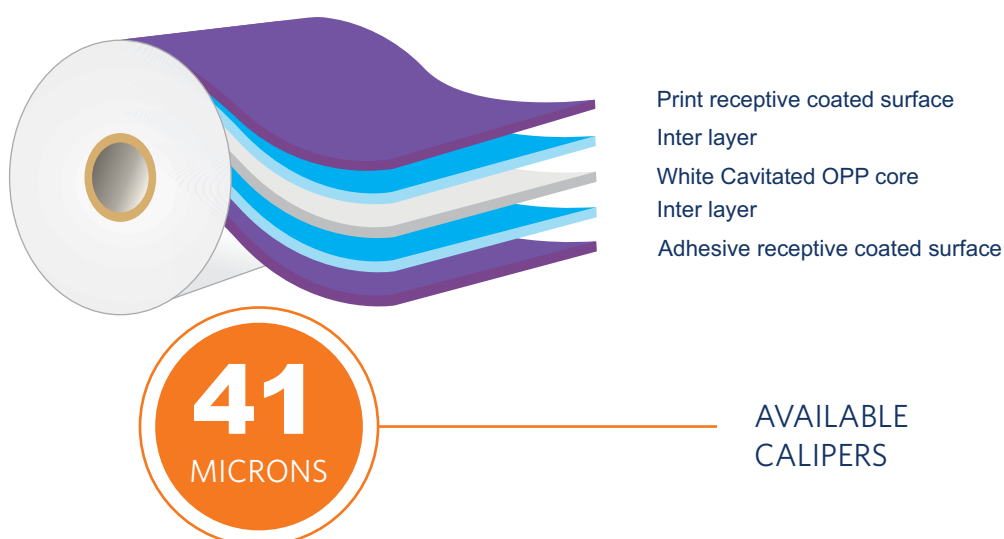 Print receptive coated surface
Inter layer
White Cavitated OPP core
Inter layer
Adhesive receptive coated surface
41
MICRONS
AVAILABLE
CALIPERS